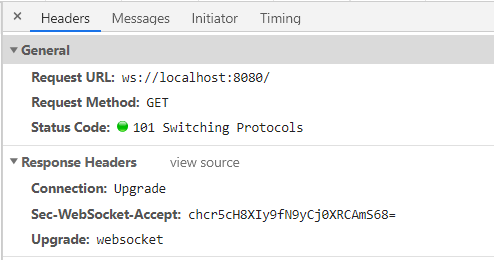 × Headers Messages Initiator Timing
▼ General
Request URL: ws://localhost:8080/
Request Method: GET
Status Code: 101 Switching Protocols
▼ Response Headers view source
Connection: Upgrade
Sec-WebSocket-Accept: chcr5cH8XIy9fN9yCj0XRCAmS68=
Upgrade: websocket